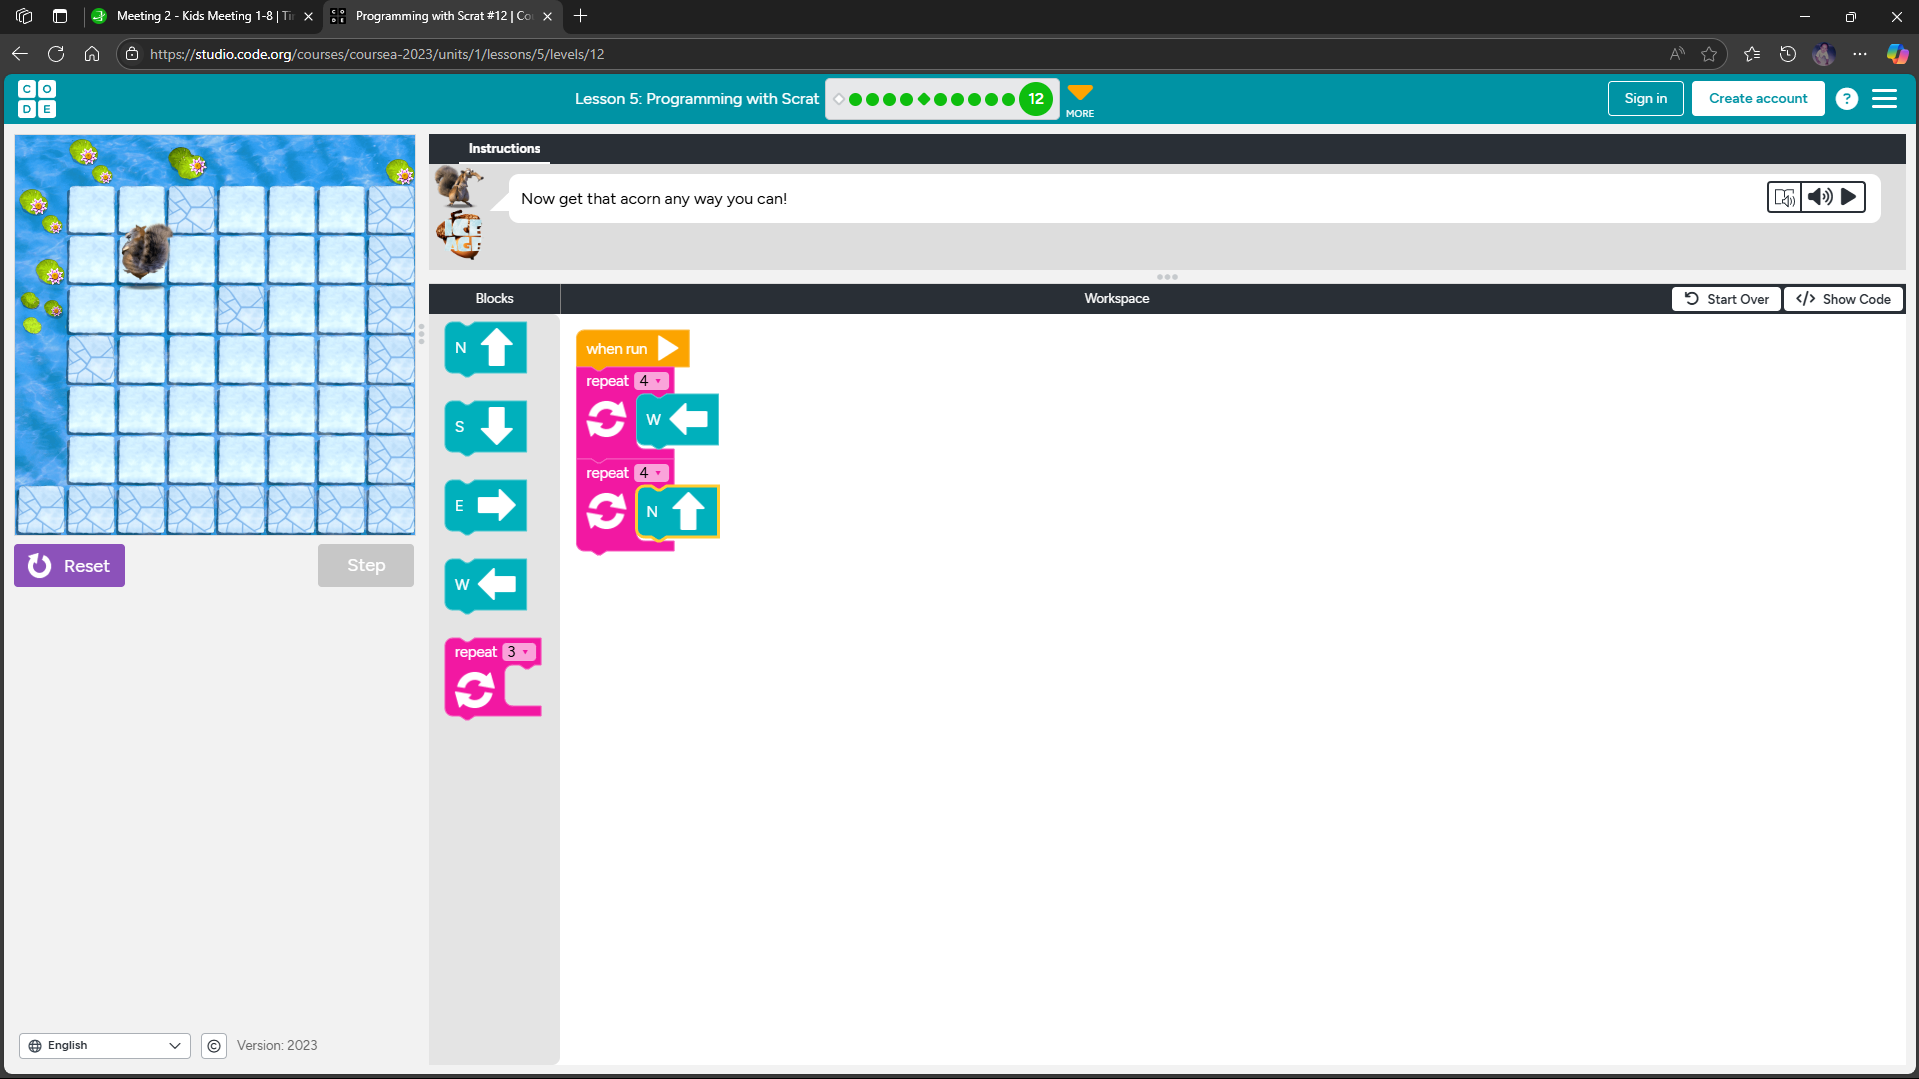 Meeting 2 - Kids Meeting 1-8 | Ti
Programming with Scrat #12 | Co
https://studio.code.org/courses/coursea-2023/units/1/lessons/5/levels/12
C O
D E
Lesson 5: Programming with Scrat
12
MORE
Sign in
Create account
?
Instructions
Now get that acorn any way you can!
ICE
AGE
Blocks
Workspace
Start Over
</> Show Code
N
S
E
W
repeat 3
when run
repeat 4
W
repeat 4
N
Reset
Step
English
©
Version: 2023